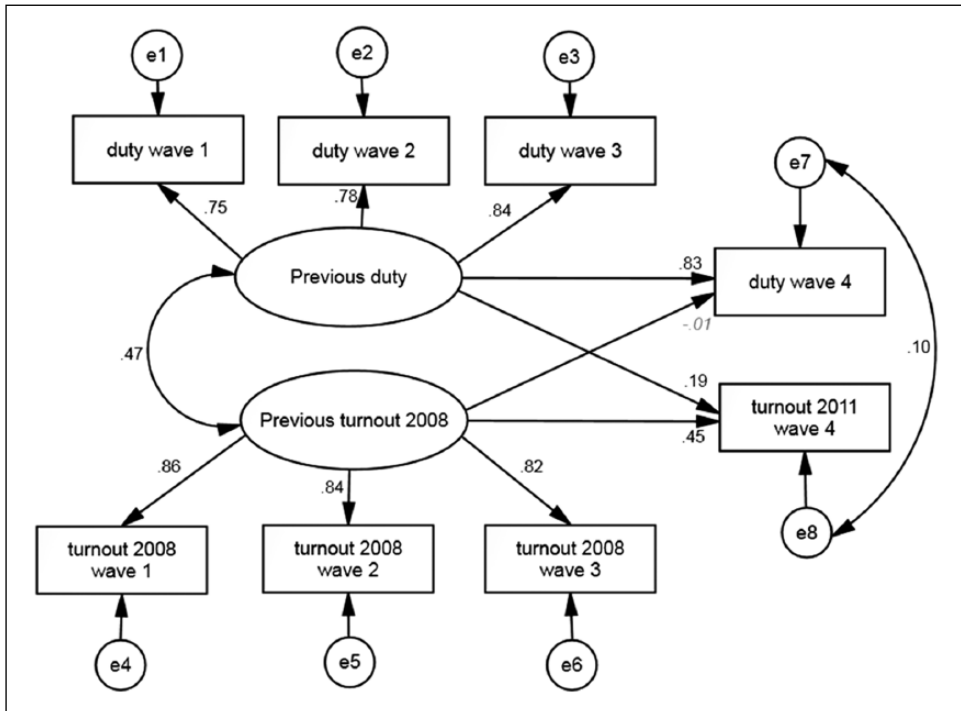 e1
e2
e3
duty wave 1
duty wave 2
duty wave 3
e7
.75
.78
.84
Previous duty
.83
duty wave 4
-.01
.47
.10
.19
Previous turnout 2008
turnout 2011
wave 4
.45
.86
.84
.82
turnout 2008
wave 1
turnout 2008
wave 2
turnout 2008
wave 3
e8
e4
e5
e6